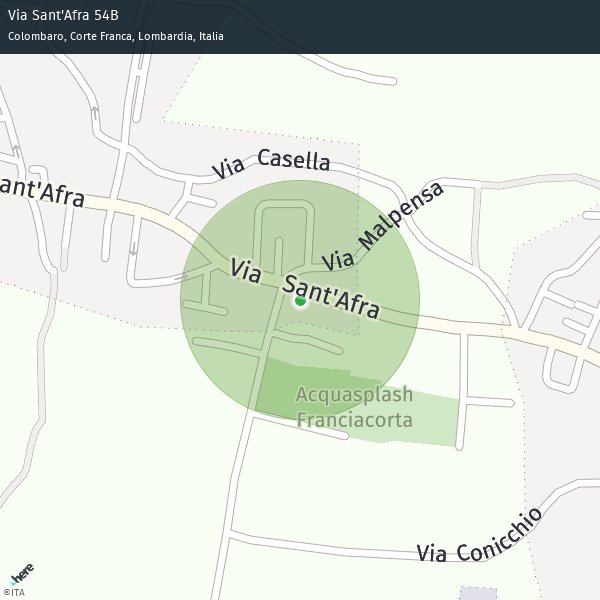 Via Sant'Afra 54B
Colombaro, Corte Franca, Lombardia, Italia
Via Casella
ant'Afra
Via Malpensa
Via Sant'Afra
Acquasplash
Franciacorta
Via Conicchio
here
©ITA